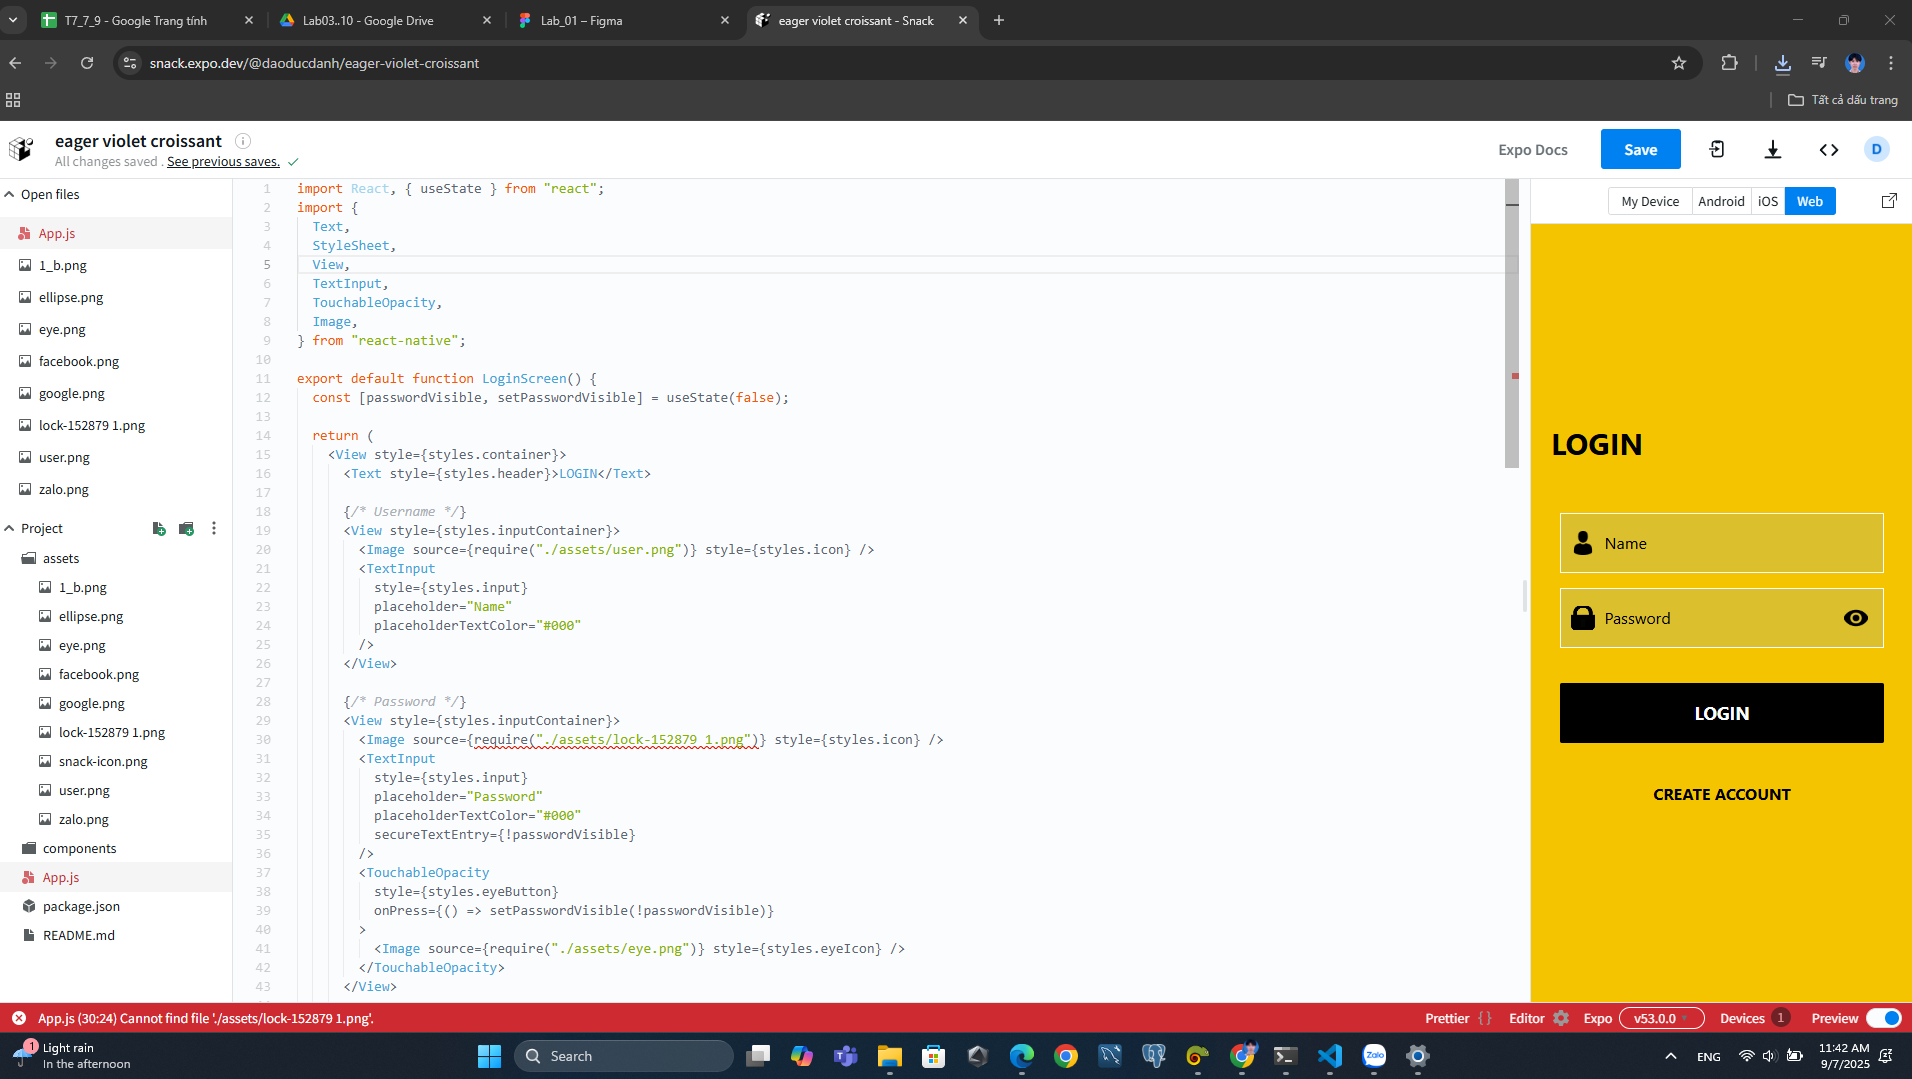 T7_7_9 - Google Trang tính
Lab03..10 - Google Drive
Lab_01 – Figma
eager violet croissant - Snack
snack.expo.dev/@daoducdanh/eager-violet-croissant
Tất cả dấu trang
eager violet croissant
All changes saved . See previous saves.
Expo Docs
Save
D
Open files
App.js
1_b.png
ellipse.png
eye.png
facebook.png
google.png
lock-152879 1.png
user.png
zalo.png
Project
assets
1_b.png
ellipse.png
eye.png
facebook.png
google.png
lock-152879 1.png
snack-icon.png
user.png
zalo.png
components
App.js
package.json
README.md
1 import React, { useState } from "react";
2 import {
3 Text,
4 StyleSheet,
5 View,
6 TextInput,
7 TouchableOpacity,
8 Image,
9 } from "react-native";
10
11 export default function LoginScreen() {
12 const [passwordVisible, setPasswordVisible] = useState(false);
13
14 return (
15 <View style={styles.container}>
16 <Text style={styles.header}>LOGIN</Text>
17
18 {/* Username */}
19 <View style={styles.inputContainer}>
20 <Image source={require("./assets/user.png")} style={styles.icon} />
21 <TextInput
22 style={styles.input}
23 placeholder="Name"
24 placeholderTextColor="#000"
25 />
26 </View>
27
28 {/* Password */}
29 <View style={styles.inputContainer}>
30 <Image source={require("./assets/lock-152879 1.png")} style={styles.icon} />
31 <TextInput
32 style={styles.input}
33 placeholder="Password"
34 placeholderTextColor="#000"
35 secureTextEntry={!passwordVisible}
36 />
37 <TouchableOpacity
38 style={styles.eyeButton}
39 onPress={() => setPasswordVisible(!passwordVisible)}
40 >
41 <Image source={require("./assets/eye.png")} style={styles.eyeIcon} />
42 </TouchableOpacity>
43 </View>
My Device
Android
iOS
Web
LOGIN
Name
Password
LOGIN
CREATE ACCOUNT
App.js (30:24) Cannot find file './assets/lock-152879 1.png'.
Prettier {}
Editor
Expo
v53.0.0
Devices 1
Preview
1
Light rain
In the afternoon
Search
Zalo
ENG
11:42 AM
9/7/2025